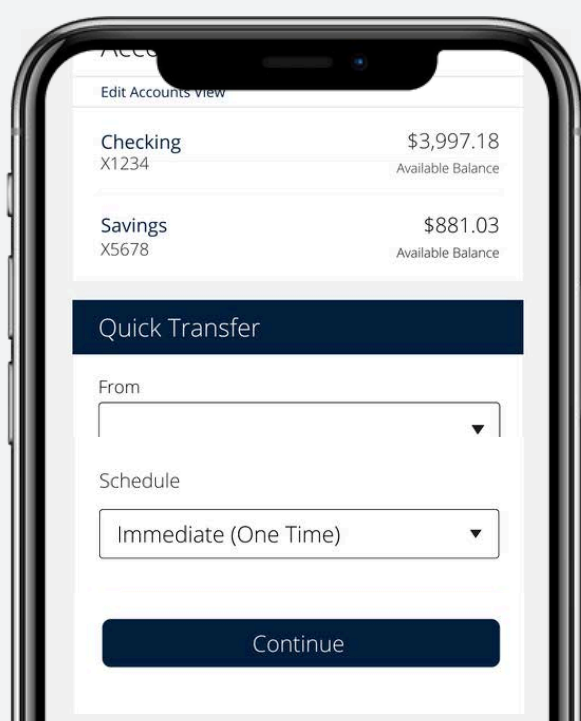 Edit Accounts View
Checking $3,997.18
X1234 Available Balance
Savings $881.03
X5678 Available Balance
Quick Transfer
From
Schedule
Immediate (One Time)
Continue